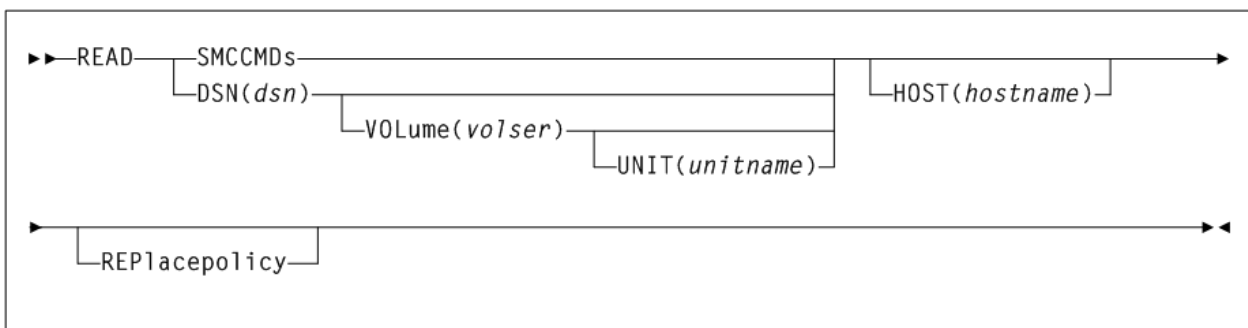 READ SMCCMDs
DSN(dsn) HOST(hostname)
VOLume(volser)
UNIT(unitname)
REPlacepolicy